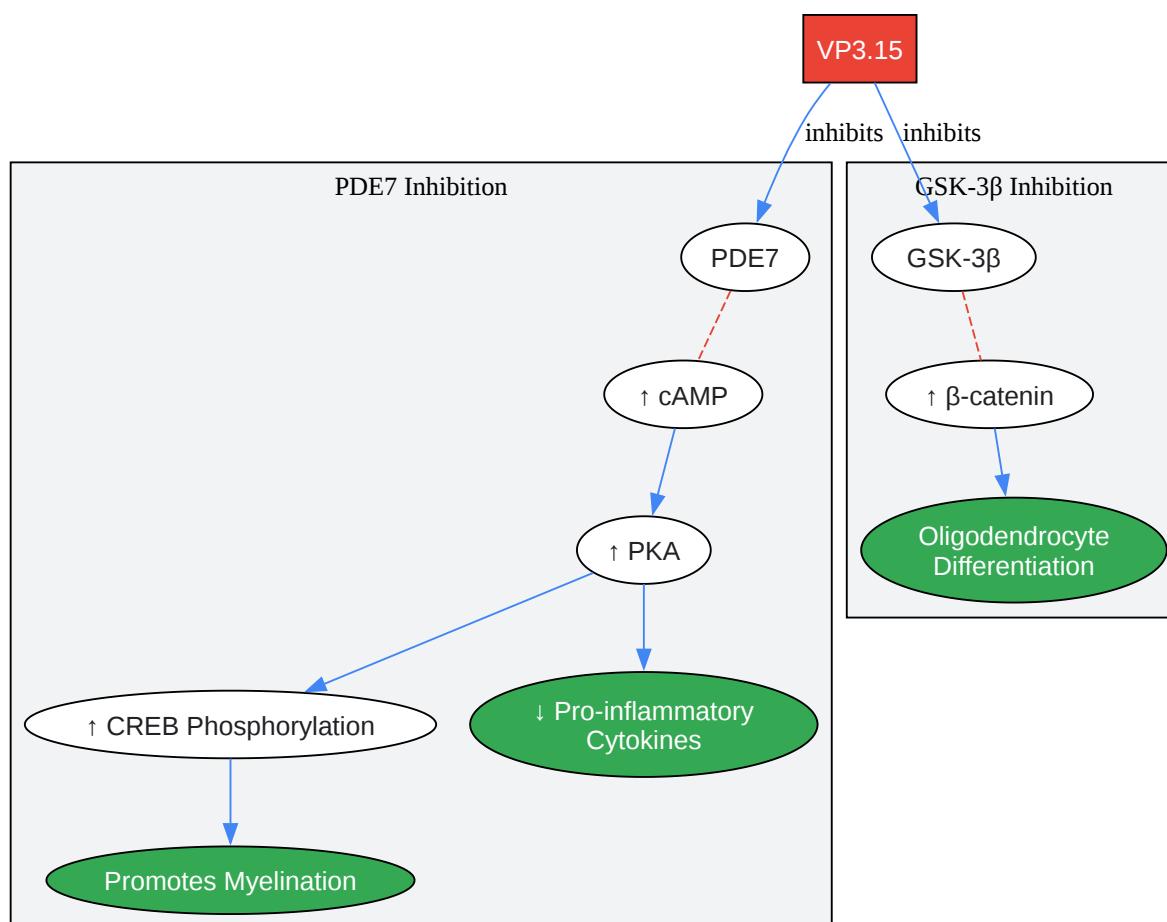 VP3.15
inhibits
inhibits
PDE7 Inhibition
GSK-3β Inhibition
PDE7
GSK-3β
↑ cAMP
↑ β-catenin
↑ PKA
Oligodendrocyte
Differentiation
↑ CREB Phosphorylation
↓ Pro-inflammatory
Cytokines
Promotes Myelination